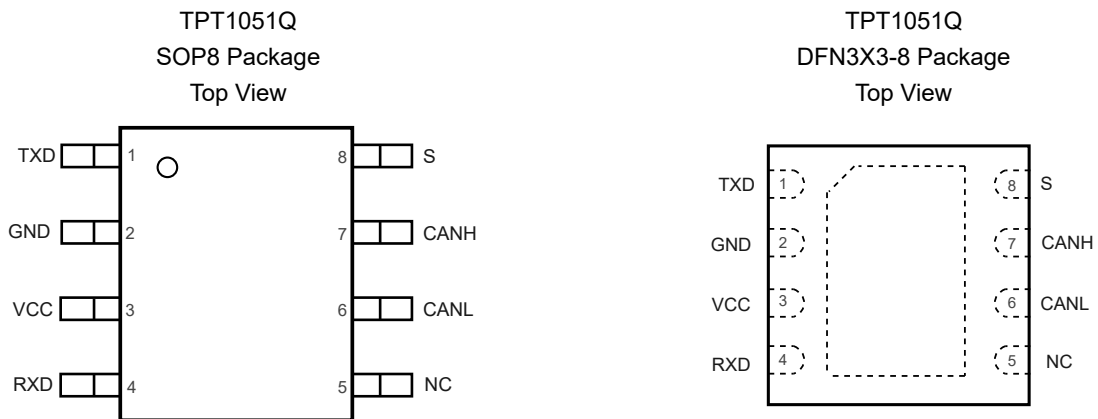 TPT1051Q
SOP8 Package
Top View
TXD 1 8 S
GND 2 7 CANH
VCC 3 6 CANL
RXD 4 5 NC
TPT1051Q
DFN3X3-8 Package
Top View
TXD 1 8 S
GND 2 7 CANH
VCC 3 6 CANL
RXD 4 5 NC